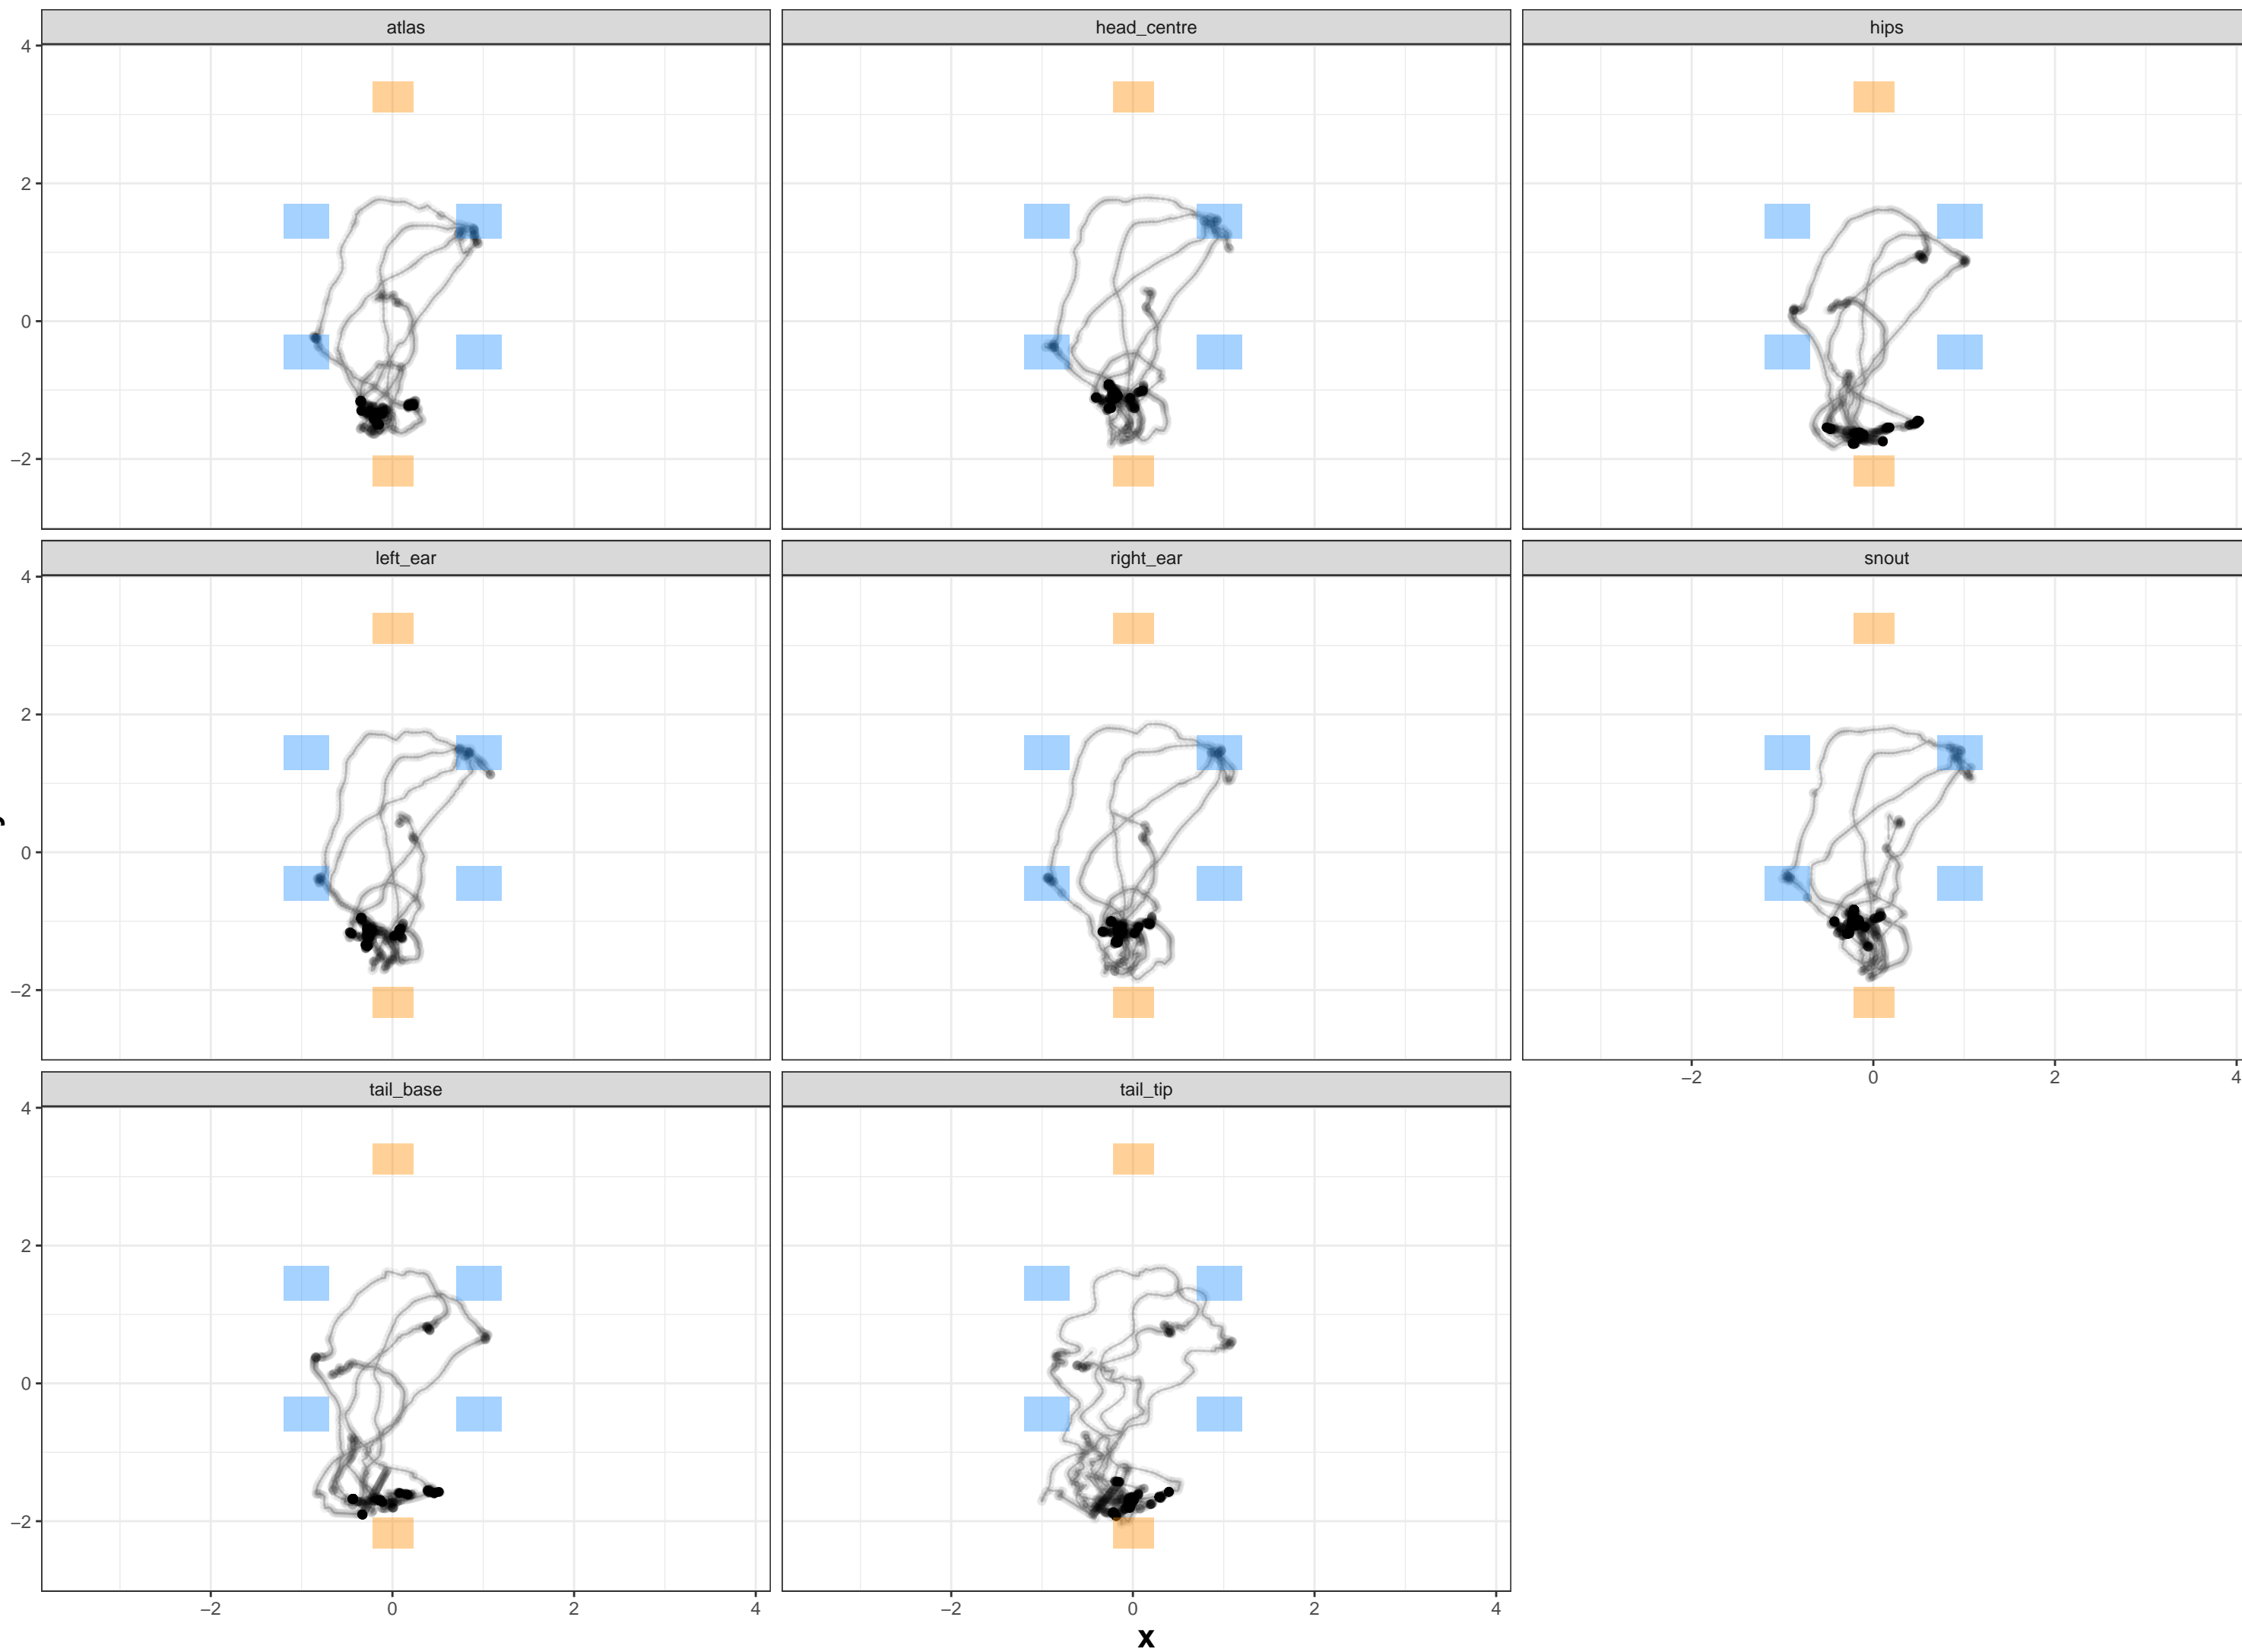 atlas head_centre hips
4
2
0
−2
left_ear right_ear snout
4
2
0
−2
−2 0 2 4
tail_base tail_tip
4
2
0
−2
−2 0 2 4 −2 0 2 4
x